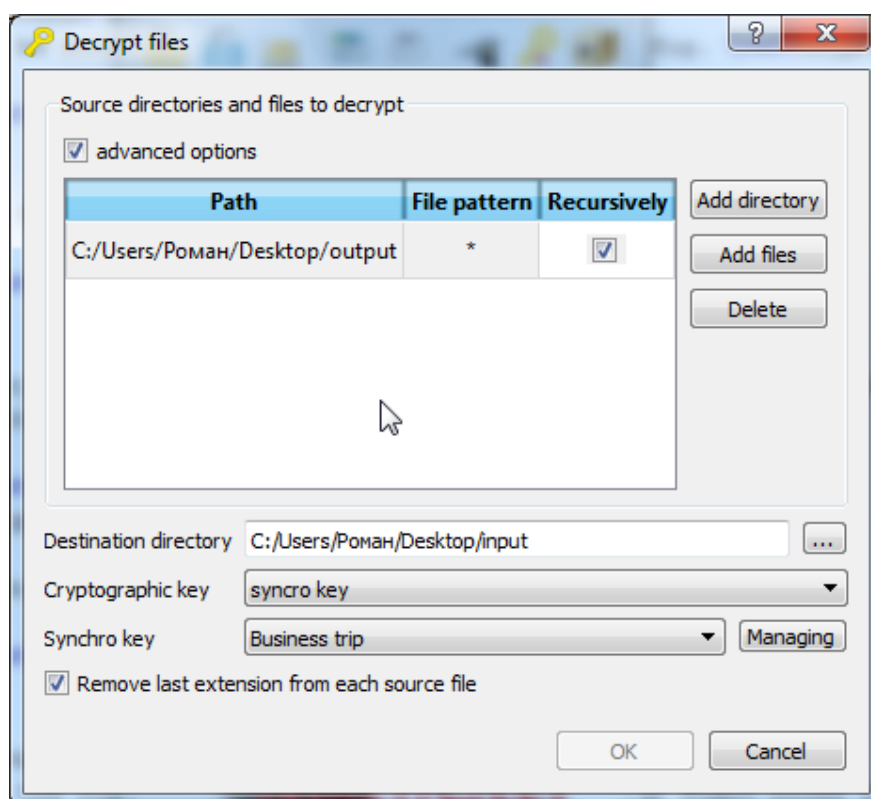 Decrypt files
Source directories and files to decrypt
advanced options
Path File pattern Recursively
C:/Users/Роман/Desktop/output *
Add directory
Add files
Delete
Destination directory C:/Users/Роман/Desktop/input ...
Cryptographic key syncro key
Synchro key Business trip Managing
Remove last extension from each source file
OK Cancel